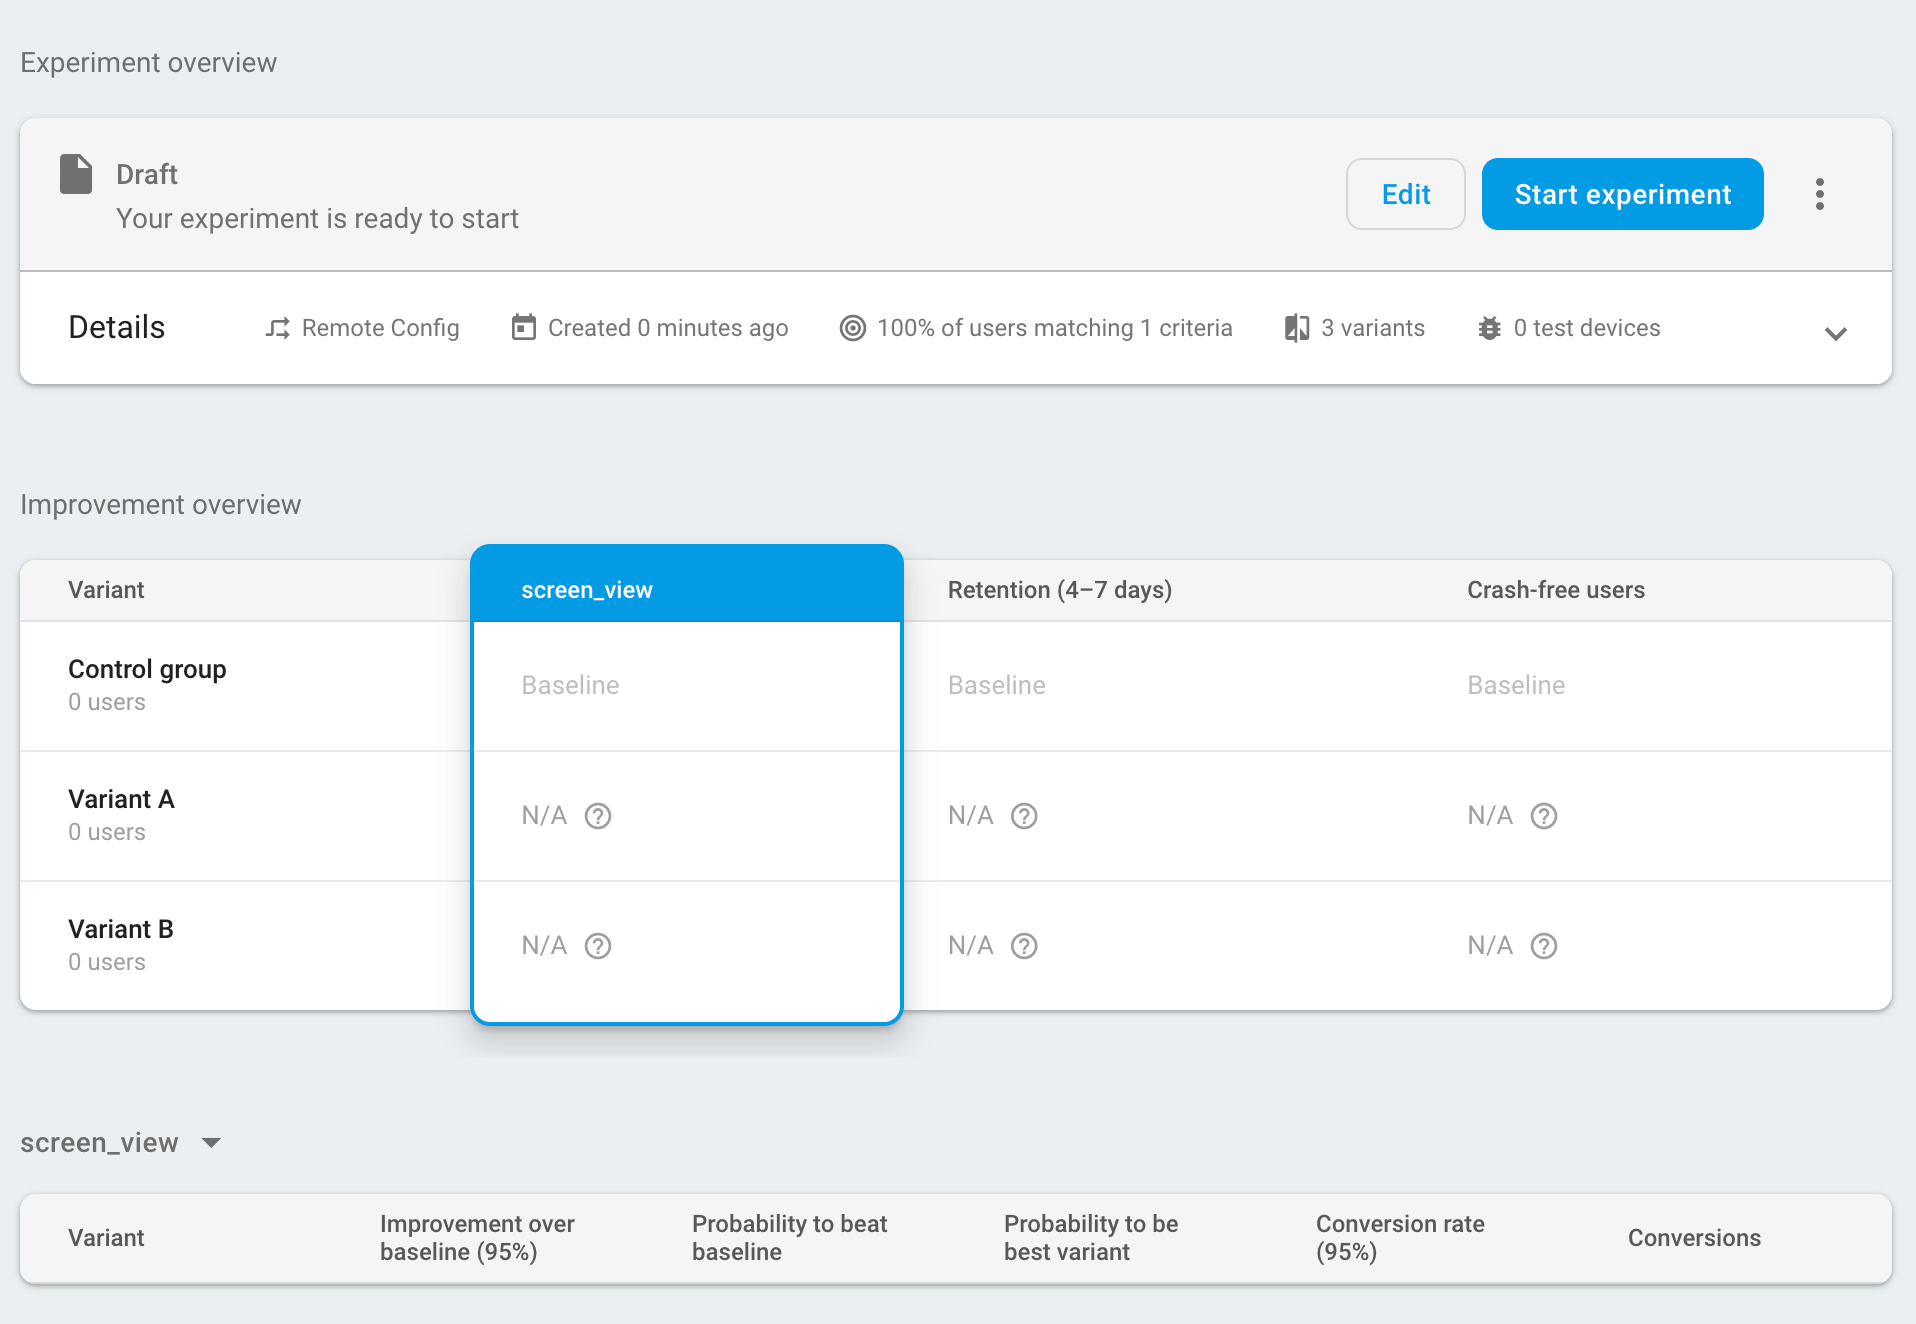 Experiment overview
Draft
Your experiment is ready to start
Edit
Start experiment
Details
Remote Config
Created 0 minutes ago
100% of users matching 1 criteria
3 variants
0 test devices
Improvement overview
Variant
screen_view
Retention (4–7 days)
Crash-free users
Control group
0 users
Baseline
Baseline
Baseline
Variant A
0 users
N/A
N/A
N/A
Variant B
0 users
N/A
N/A
N/A
screen_view
Variant
Improvement over
baseline (95%)
Probability to beat
baseline
Probability to be
best variant
Conversion rate
(95%)
Conversions